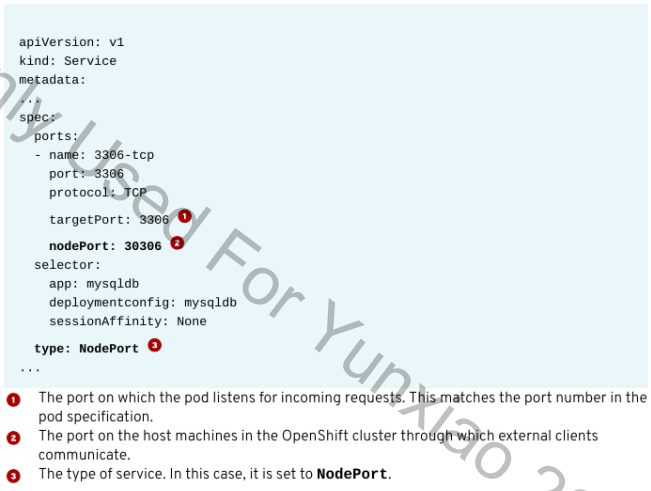 apiVersion: v1
kind: Service
metadata:
...
spec:
ports:
- name: 3306-tcp
port: 3306
protocol: TCP
targetPort: 3306 1
nodePort: 30306 2
selector:
app: mysqldb
deploymentconfig: mysqldb
sessionAffinity: None
type: NodePort 3
...
1 The port on which the pod listens for incoming requests. This matches the port number in the
pod specification.
2 The port on the host machines in the OpenShift cluster through which external clients
communicate.
3 The type of service. In this case, it is set to NodePort.
Used For Yunxiao